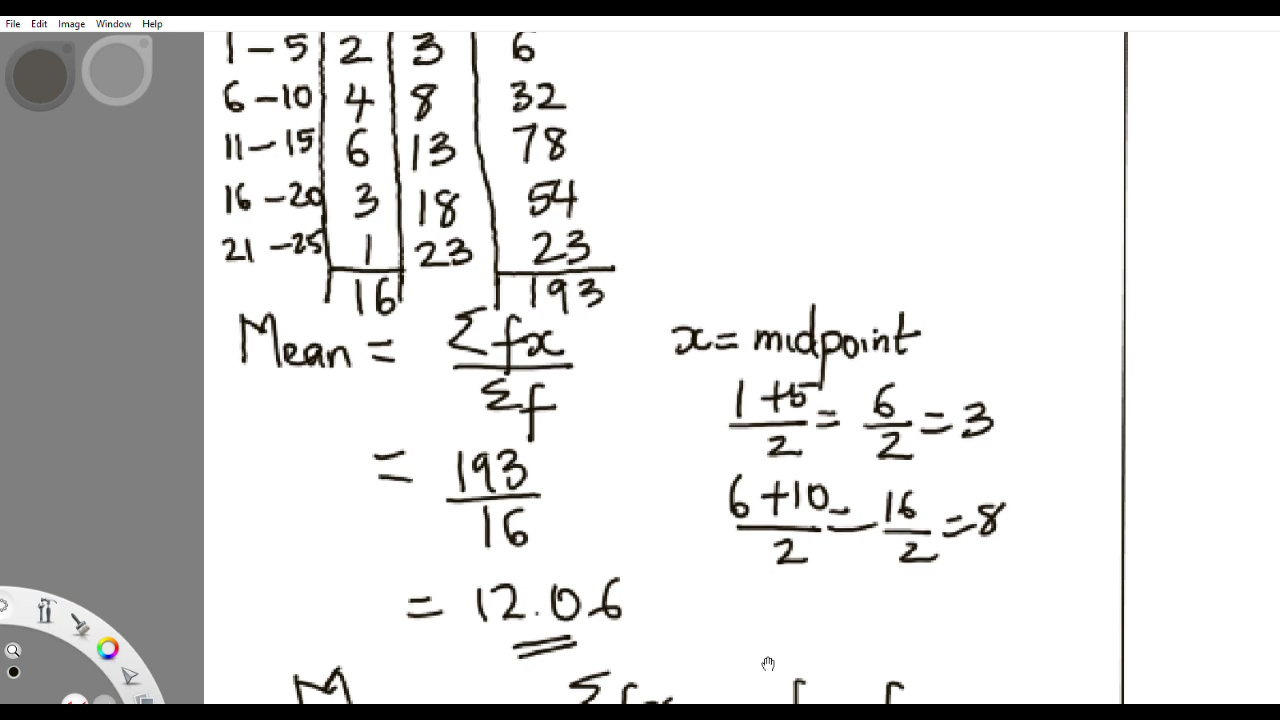 File Edit Image Window Help
1 - 5 2 3 6
6 - 10 4 8 32
11 - 15 6 13 78
16 - 20 3 18 54
21 - 25 1 23 23
16 193
Mean = Σfx / Σf
x = midpoint
= 193 / 16
= 12.06
1 + 5 / 2 = 6 / 2 = 3
6 + 10 / 2 = 16 / 2 = 8